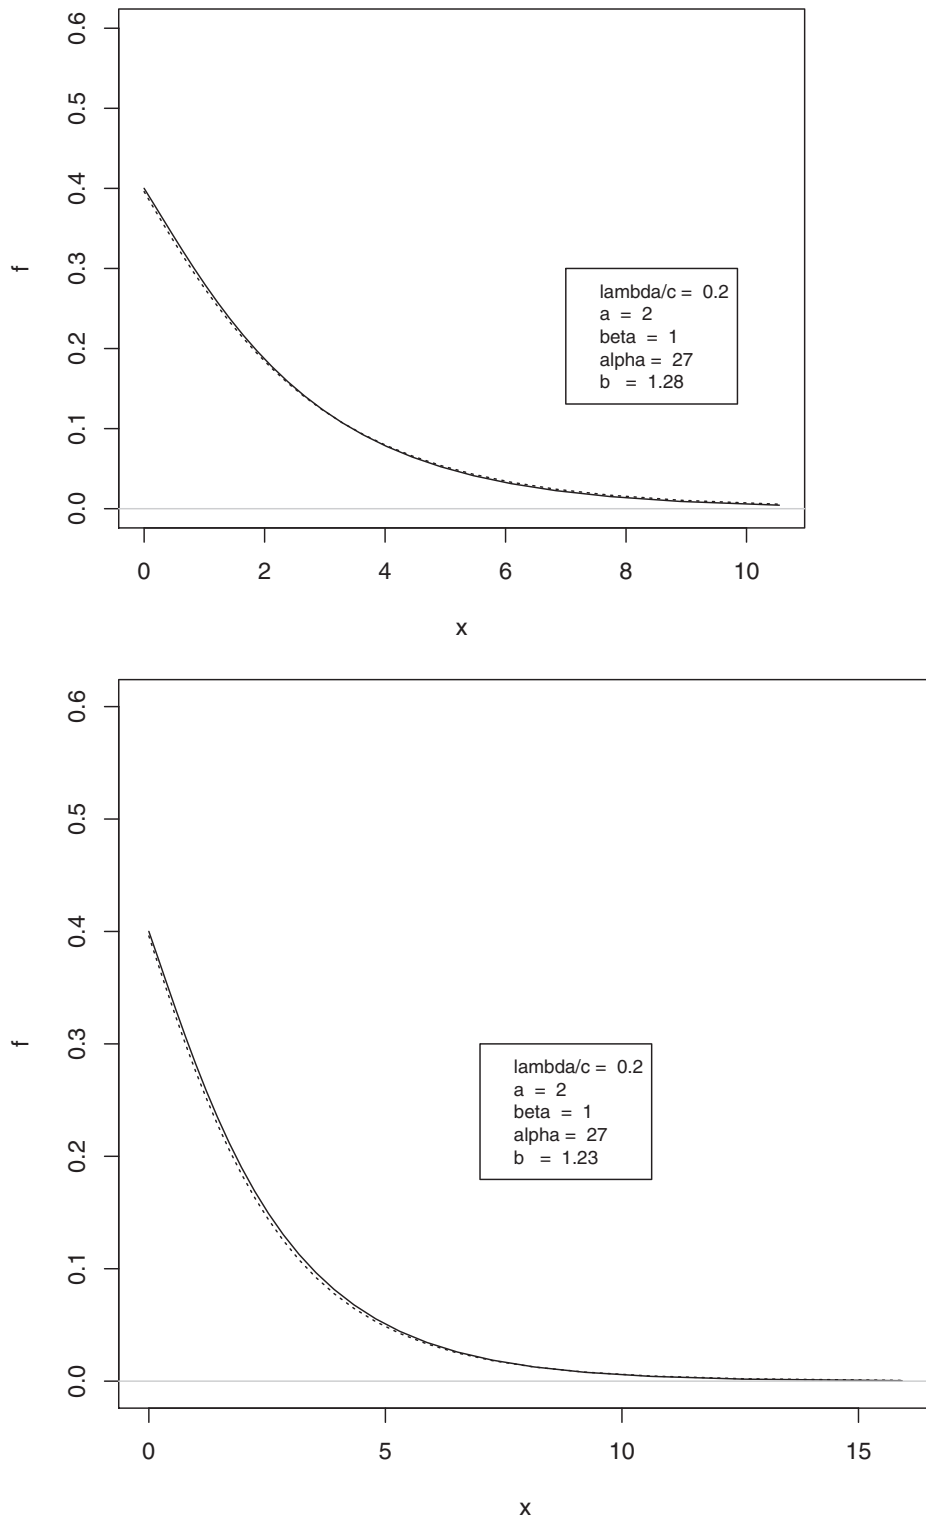 0.6
0.5
0.4
0.3
0.2
0.1
0.0
f
lambda/c = 0.2
a = 2
beta = 1
alpha = 27
b = 1.28
0 2 4 6 8 10
x
0.6
0.5
0.4
0.3
0.2
0.1
0.0
f
lambda/c = 0.2
a = 2
beta = 1
alpha = 27
b = 1.23
0 5 10 15
x